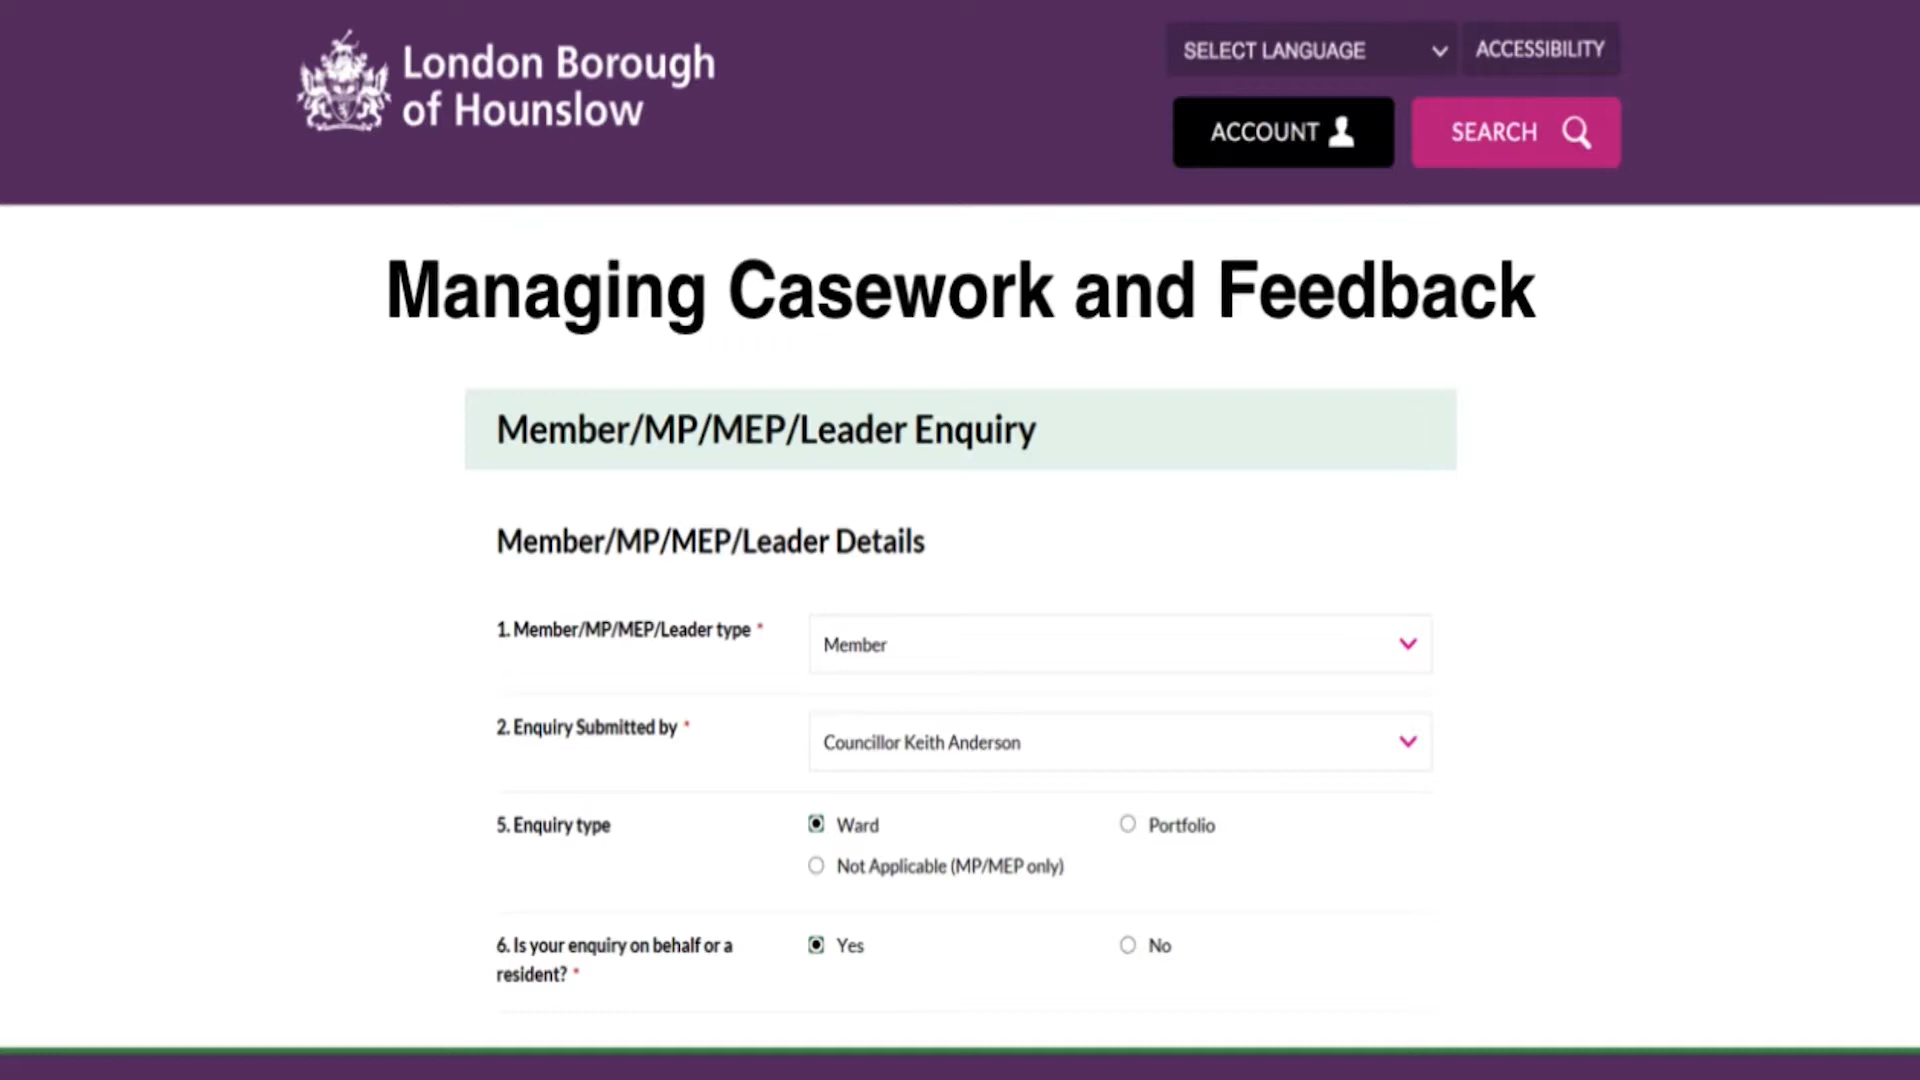 London Borough
of Hounslow
SELECT LANGUAGE
ACCESSIBILITY
ACCOUNT
SEARCH
Managing Casework and Feedback
Member/MP/MEP/Leader Enquiry
Member/MP/MEP/Leader Details
1. Member/MP/MEP/Leader type *
Member
2. Enquiry Submitted by *
Councillor Keith Anderson
5. Enquiry type
Ward
Portfolio
Not Applicable (MP/MEP only)
6. Is your enquiry on behalf or a
resident? *
Yes
No